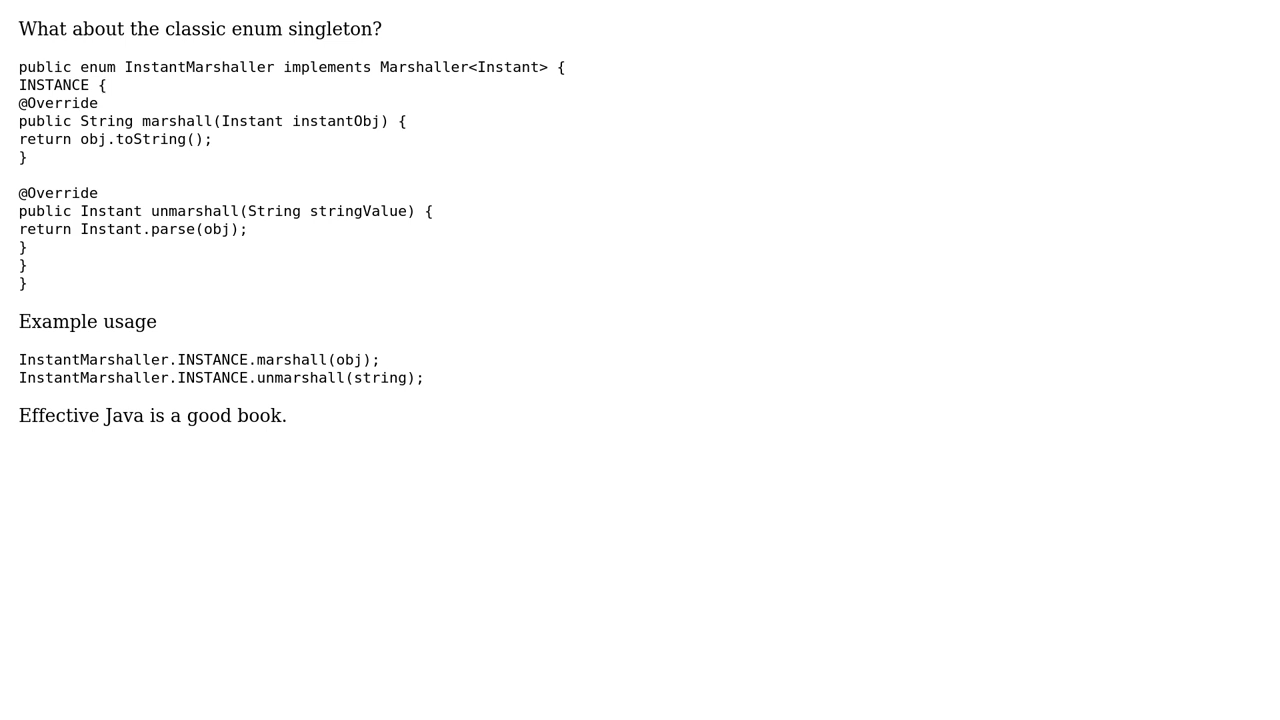 What about the classic enum singleton?
public enum InstantMarshaller implements Marshaller<Instant> {
INSTANCE {
@Override
public String marshall(Instant instantObj) {
return obj.toString();
}
@Override
public Instant unmarshall(String stringValue) {
return Instant.parse(obj);
}
}
}
Example usage
InstantMarshaller.INSTANCE.marshall(obj);
InstantMarshaller.INSTANCE.unmarshall(string);
Effective Java is a good book.